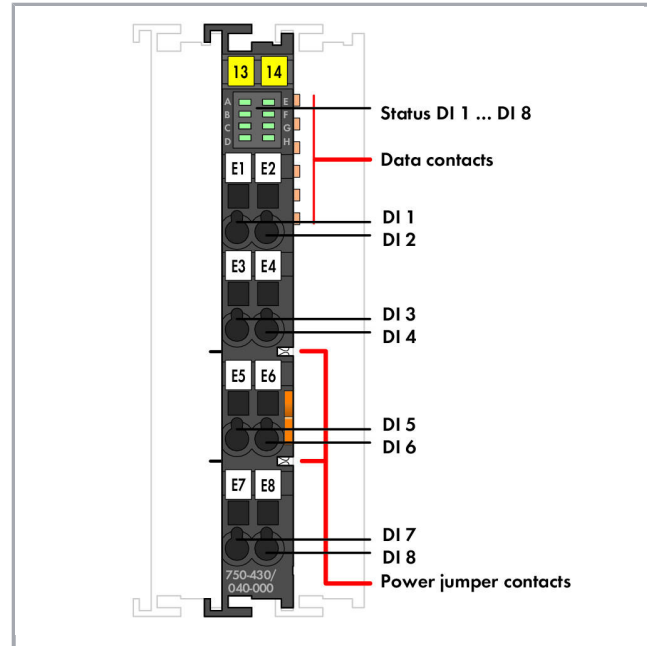 13 14
A E
B F
C G
D H
Status DI 1 ... DI 8
Data contacts
E1 E2
DI 1
DI 2
E3 E4
DI 3
DI 4
E5 E6
DI 5
DI 6
E7 E8
DI 7
DI 8
750-430/
040-000
Power jumper contacts